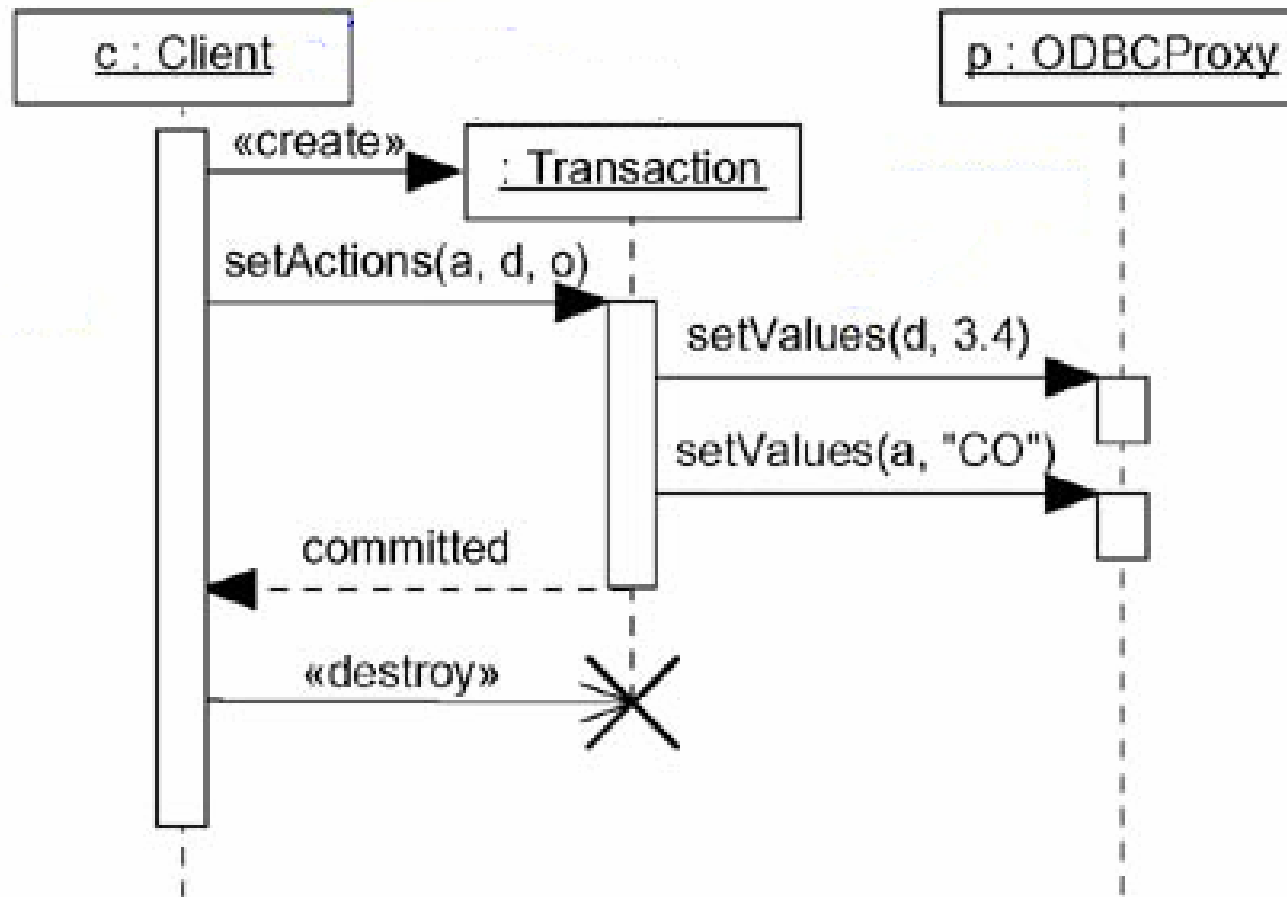 c : Client
p : ODBCProxy
«create»
: Transaction
setActions(a, d, o)
setValues(d, 3.4)
setValues(a, "CO")
committed
«destroy»